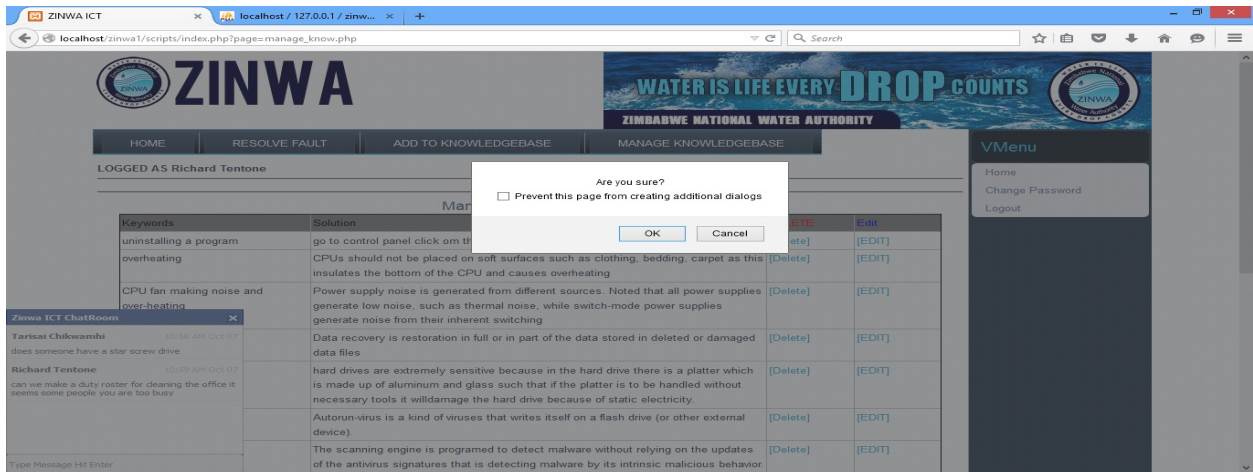 ZINWA ICT
localhost / 127.0.0.1 / zinw...
localhost/zinwa1/scripts/index.php?page=manage_know.php
Search
ZINWA
ZINWA
WATER IS LIFE EVERY DROP COUNTS
ZIMBABWE NATIONAL WATER AUTHORITY
ZINWA
HOME
RESOLVE FAULT
ADD TO KNOWLEDGEBASE
MANAGE KNOWLEDGEBASE
VMenu
Home
Change Password
Logout
LOGGED AS Richard Tentone
Are you sure?
Prevent this page from creating additional dialogs
OK
Cancel
Mar
Keywords
Solution
ETE
Edit
uninstalling a program
go to control panel click om th
ete]
[EDIT]
overheating
CPUs should not be placed on soft surfaces such as clothing, bedding, carpet as this
insulates the bottom of the CPU and causes overheating
[Delete]
[EDIT]
CPU fan making noise and
over-heating
Power supply noise is generated from different sources. Noted that all power supplies
generate low noise, such as thermal noise, while switch-mode power supplies
generate noise from their inherent switching
[Delete]
[EDIT]
Data recovery is restoration in full or in part of the data stored in deleted or damaged
data files
[Delete]
[EDIT]
hard drives are extremely sensitive because in the hard drive there is a platter which
is made up of aluminum and glass such that if the platter is to be handled without
necessary tools it willdamage the hard drive because of static electricity.
[Delete]
[EDIT]
Autorun-virus is a kind of viruses that writes itself on a flash drive (or other external
device).
[Delete]
[EDIT]
The scanning engine is programed to detect malware without relying on the updates
of the antivirus signatures that is detecting malware by its intrinsic malicious behavior.
[Delete]
[EDIT]
Zinwa ICT ChatRoom
Tarisai Chikwamhi
does someone have a star screw drive
Richard Tentone
can we make a duty roster for cleaning the office it
seems some people you are too busy
Type Message Hit Enter